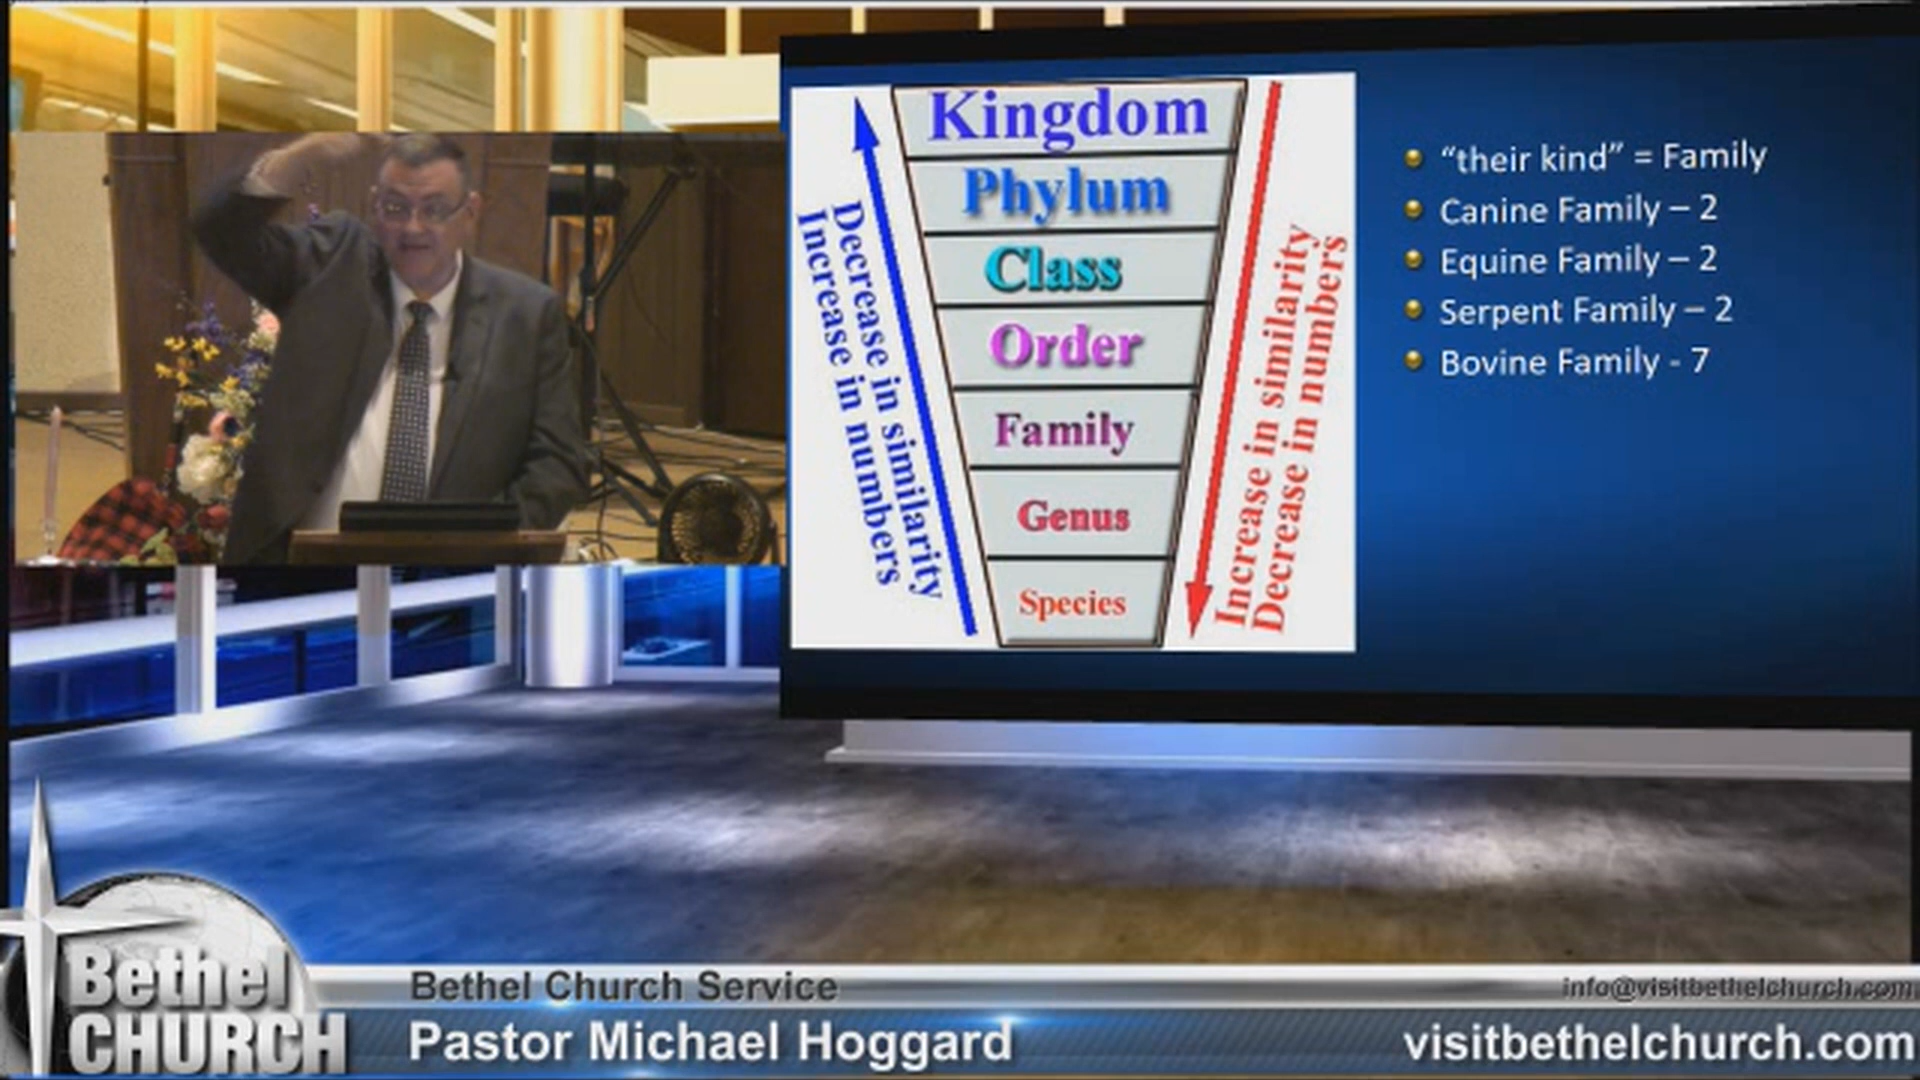 Kingdom
Phylum
Class
Order
Family
Genus
Species
Decrease in similarity
Increase in numbers
Increase in similarity
Decrease in numbers
“their kind” = Family
Canine Family – 2
Equine Family – 2
Serpent Family – 2
Bovine Family - 7
Bethel
CHURCH
Bethel Church Service
Pastor Michael Hoggard
info@visitbethelchurch.com
visitbethelchurch.com